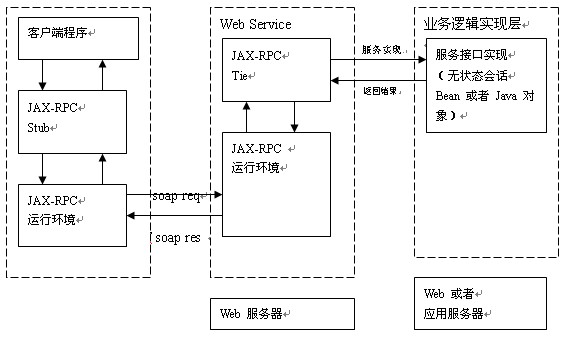 客户端程序
JAX-RPC
Stub
JAX-RPC
运行环境
soap req
soap res
Web Service
JAX-RPC
Tie
JAX-RPC
运行环境
服务实现
返回结果
业务逻辑实现层
服务接口实现
（无状态会话
Bean 或者 Java 对
象）
Web 服务器
Web 或者
应用服务器